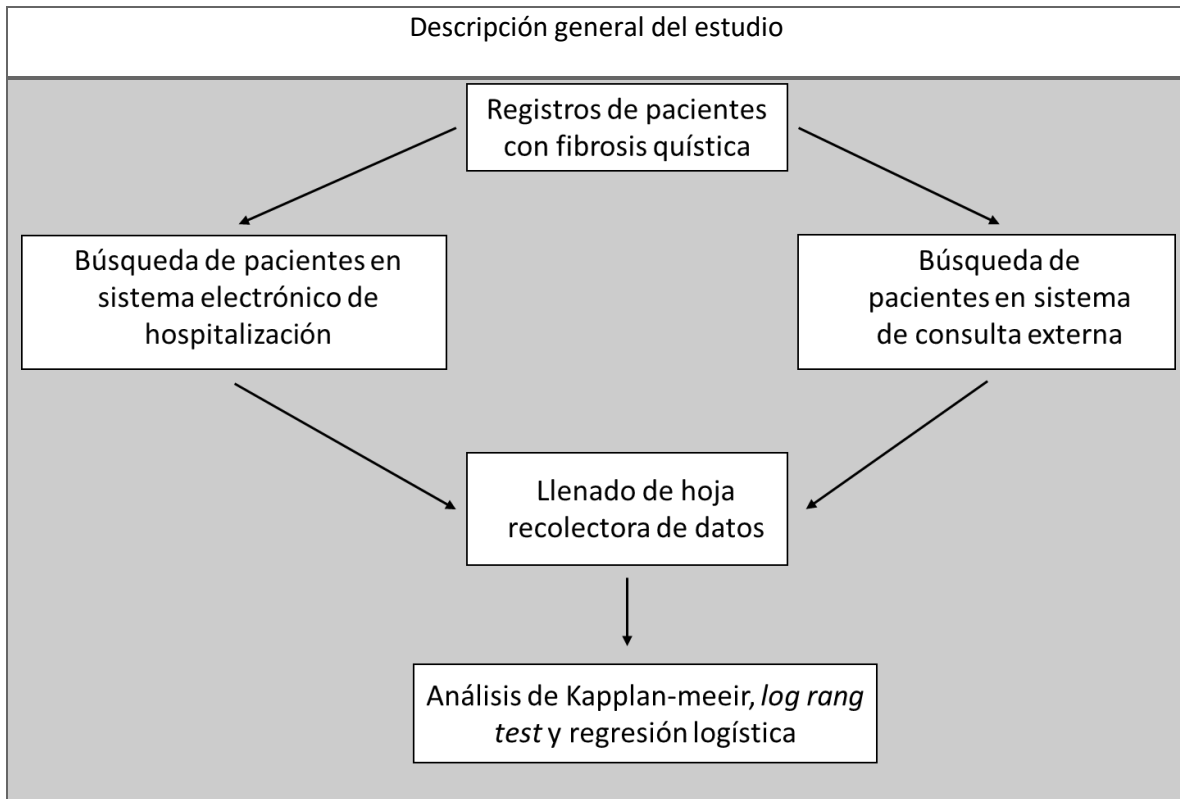 Descripción general del estudio
Registros de pacientes
con fibrosis quística
Búsqueda de pacientes en
sistema electrónico de
hospitalización
Búsqueda de
pacientes en sistema
de consulta externa
Llenado de hoja
recolectora de datos
Análisis de Kapplan-meeir, log rang
test y regresión logística